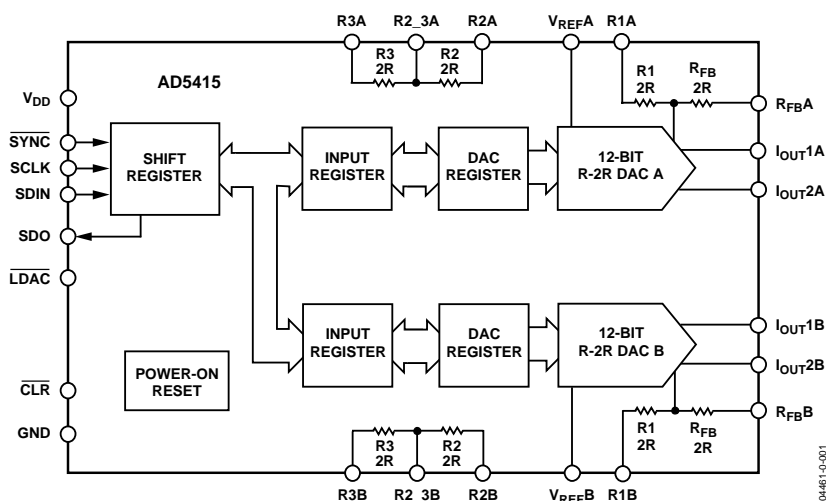 R3A R2_3A R2A VREFA R1A
AD5415
R3
2R
R2
2R
R1
2R
RFB
2R
VDD
SYNC
SCLK
SDIN
SDO
LDAC
CLR
GND
SHIFT
REGISTER
INPUT
REGISTER
DAC
REGISTER
12-BIT
R-2R DAC A
RFBA
IOUT1A
IOUT2A
INPUT
REGISTER
DAC
REGISTER
12-BIT
R-2R DAC B
IOUT1B
IOUT2B
RFBB
POWER-ON
RESET
R3
2R
R2
2R
R1
2R
RFB
2R
R3B R2_3B R2B VREFB R1B
04461-0-001